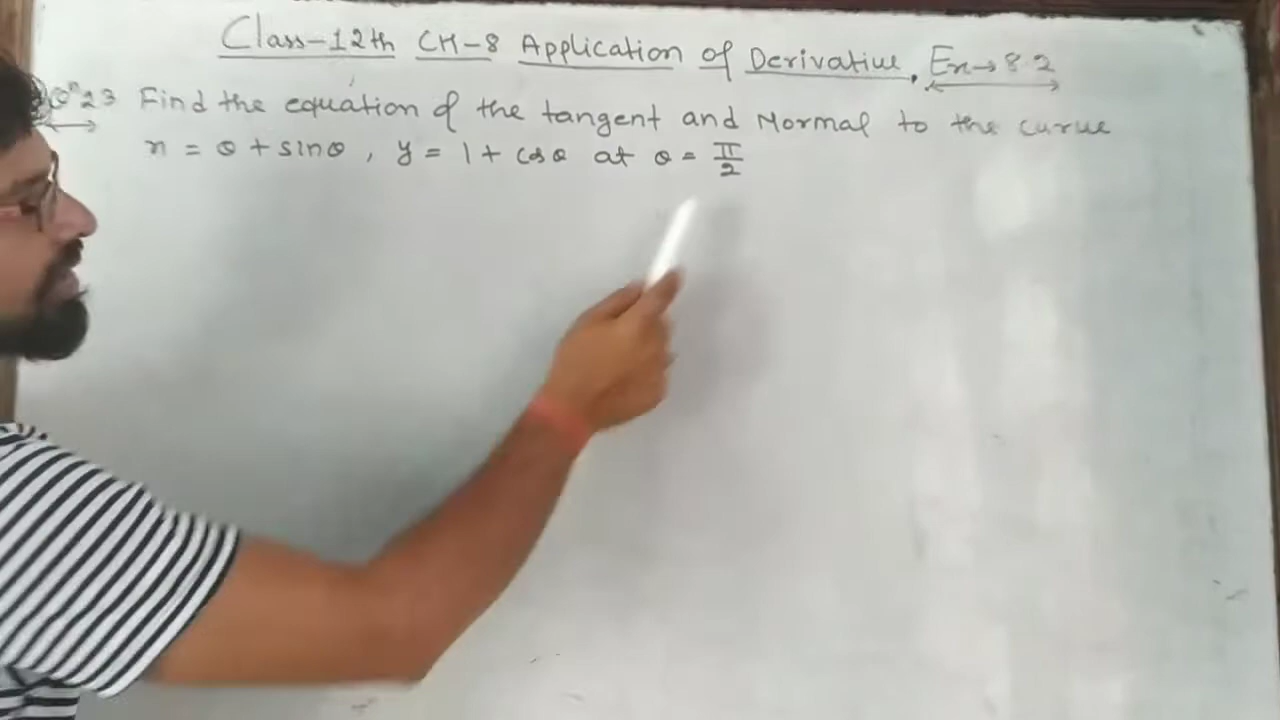 Class-12th CH-8 Application of Derivative, Ex→8.2
Qⁿ23 Find the equation of the tangent and Normal to the curve
x = θ + sinθ, y = 1 + cosθ at θ = π/2